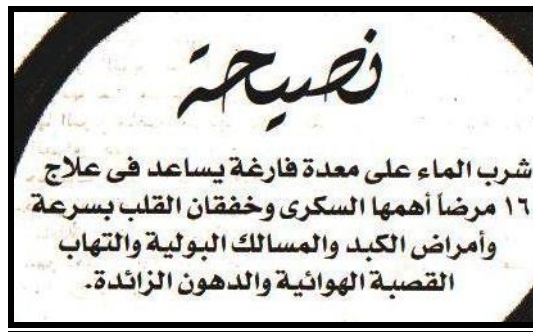 نصيحة
شرب الماء على معدة فارغة يساعد فى علاج
١٦ مرضاً أهمها السكرى وخفقان القلب بسرعة
وأمراض الكبد والمسالك البولية والتهاب
القصبة الهوائية والدهون الزائدة.